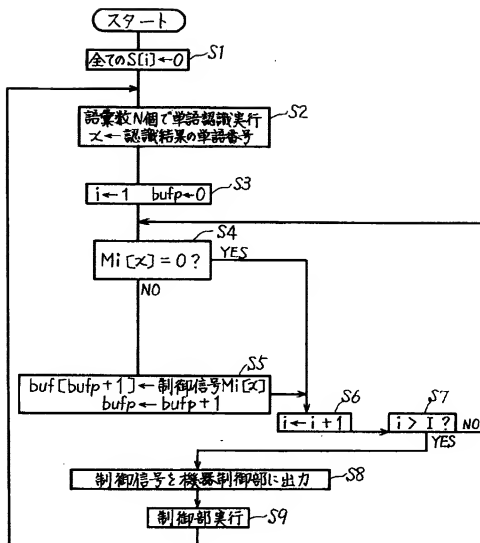 スタート
全てのS[i]←0
S1
語彙数N個で単語認識実行
x←認識結果の単語番号
S2
i←1 bufp←0
S3
Mi[x]=0?
S4
YES
NO
buf[bufp+1]←制御信号Mi[x]
bufp←bufp+1
S5
i←i+1
S6
i>I?
S7
NO
YES
制御信号を機器制御部に出力
S8
制御部実行
S9